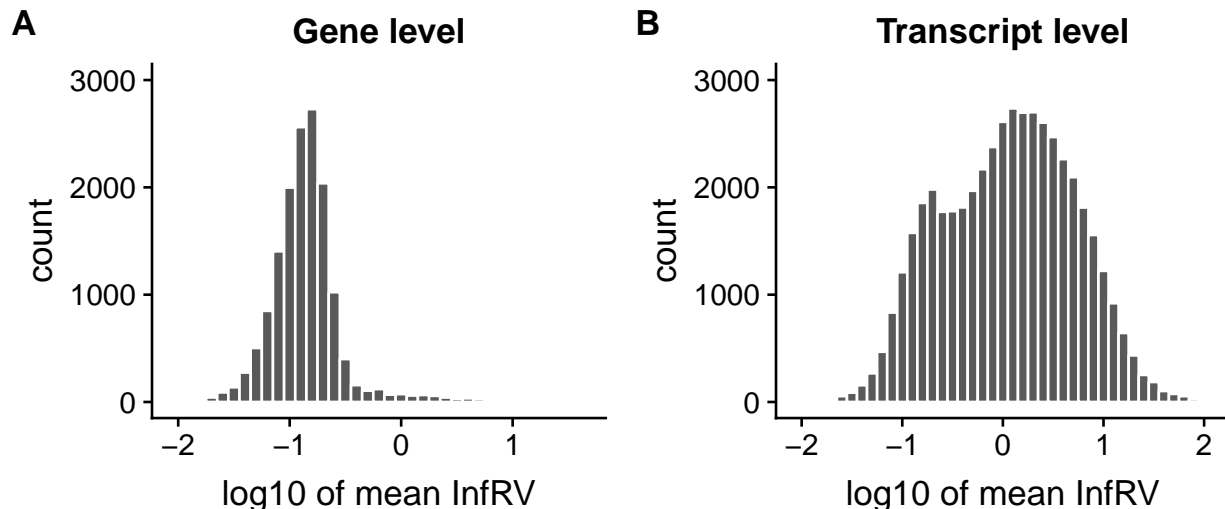 A
Gene level
3000
2000
1000
0
count
−2 −1 0 1
log10 of mean InfRV
B
Transcript level
3000
2000
1000
0
count
−2 −1 0 1 2
log10 of mean InfRV